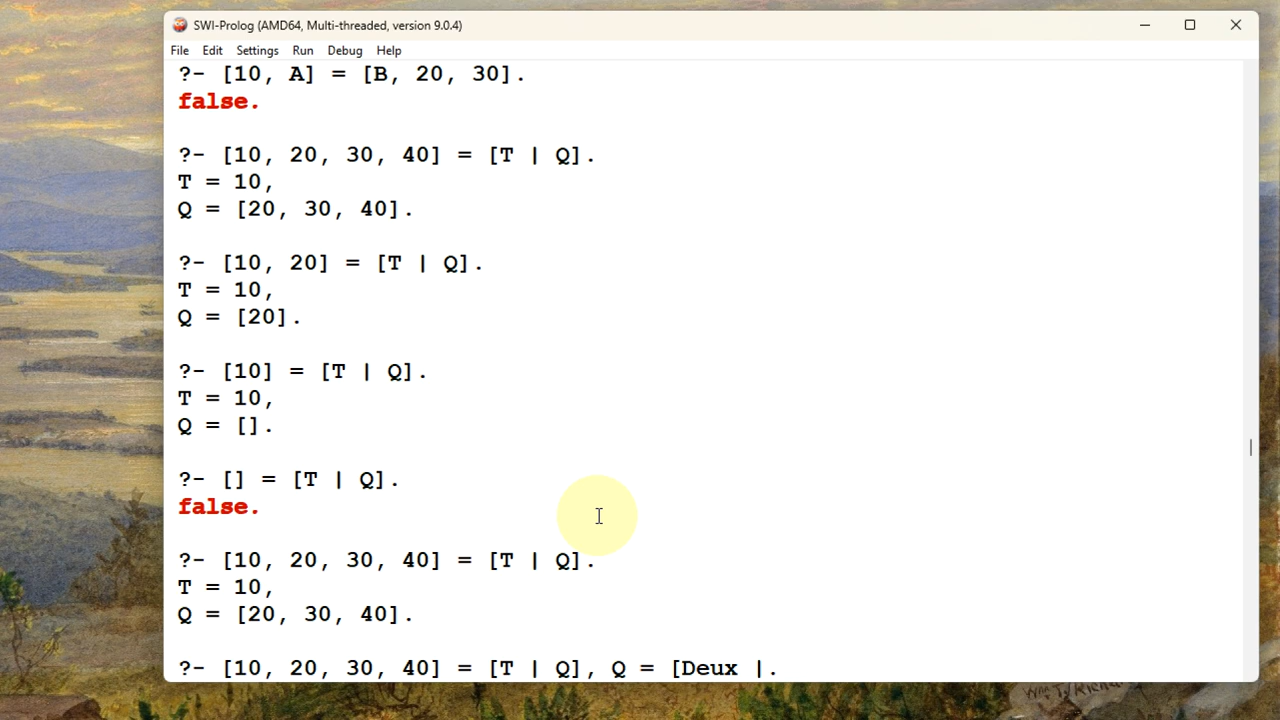 SWI-Prolog (AMD64, Multi-threaded, version 9.0.4)
File Edit Settings Run Debug Help
?- [10, A] = [B, 20, 30].
false.
?- [10, 20, 30, 40] = [T | Q].
T = 10,
Q = [20, 30, 40].
?- [10, 20] = [T | Q].
T = 10,
Q = [20].
?- [10] = [T | Q].
T = 10,
Q = [].
?- [] = [T | Q].
false.
?- [10, 20, 30, 40] = [T | Q].
T = 10,
Q = [20, 30, 40].
?- [10, 20, 30, 40] = [T | Q], Q = [Deux |.